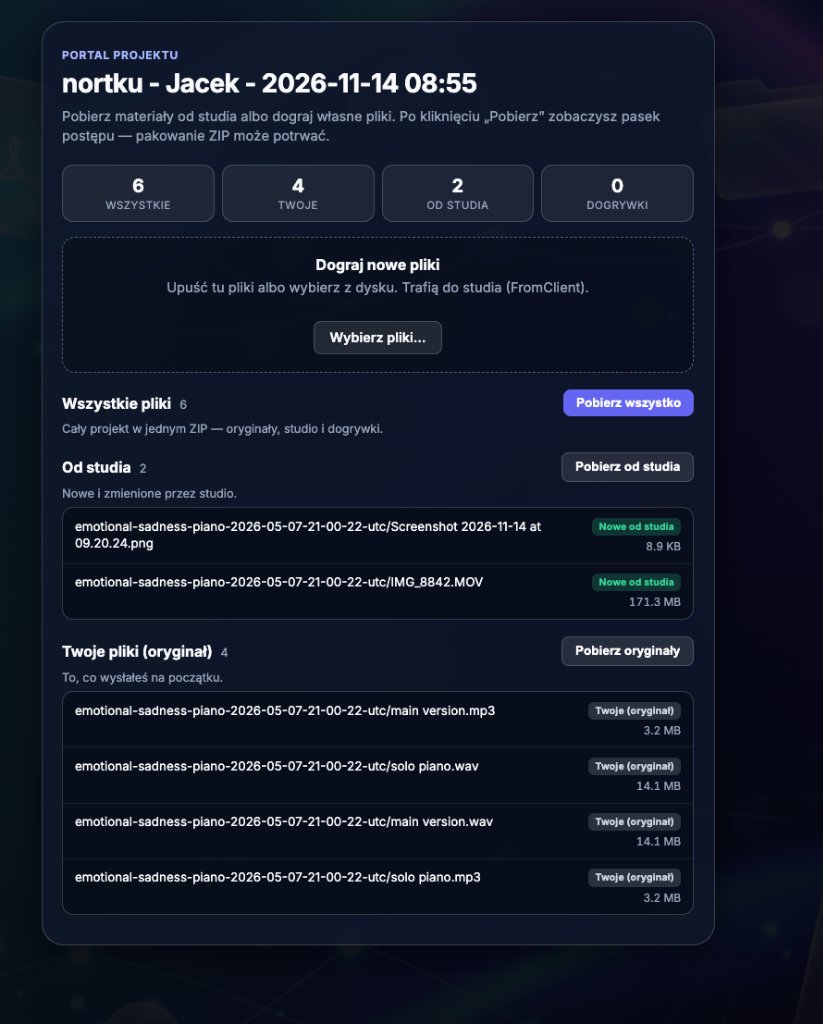 PORTAL PROJEKTU
nortku - Jacek - 2026-11-14 08:55
Pobierz materiały od studia albo dograj własne pliki. Po kliknięciu „Pobierz” zobaczysz pasek
postępu — pakowanie ZIP może potrwać.
6
WSZYSTKIE
4
TWOJE
2
OD STUDIA
0
DOGRYWKI
Dograj nowe pliki
Upuść tu pliki albo wybierz z dysku. Trafią do studia (FromClient).
Wybierz pliki...
Wszystkie pliki 6
Pobierz wszystko
Cały projekt w jednym ZIP — oryginały, studio i dogrywki.
Od studia 2
Pobierz od studia
Nowe i zmienione przez studio.
emotional-sadness-piano-2026-05-07-21-00-22-utc/Screenshot 2026-11-14 at
09.20.24.png
Nowe od studia
8.9 KB
emotional-sadness-piano-2026-05-07-21-00-22-utc/IMG_8842.MOV
Nowe od studia
171.3 MB
Twoje pliki (oryginał) 4
Pobierz oryginały
To, co wysłałeś na początku.
emotional-sadness-piano-2026-05-07-21-00-22-utc/main version.mp3
Twoje (oryginał)
3.2 MB
emotional-sadness-piano-2026-05-07-21-00-22-utc/solo piano.wav
Twoje (oryginał)
14.1 MB
emotional-sadness-piano-2026-05-07-21-00-22-utc/main version.wav
Twoje (oryginał)
14.1 MB
emotional-sadness-piano-2026-05-07-21-00-22-utc/solo piano.mp3
Twoje (oryginał)
3.2 MB